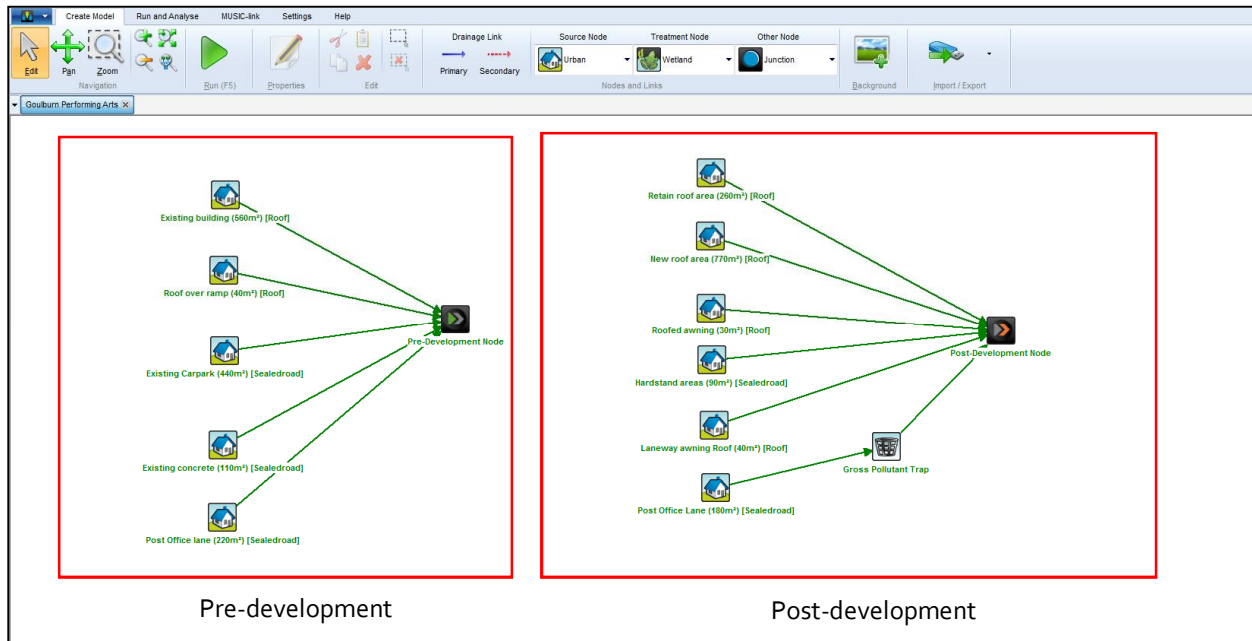 Create Model Run and Analyse MUSIC-link Settings Help
Edit Pan Zoom
Navigation
Run (F5)
Properties
Edit
Drainage Link
Primary Secondary
Source Node Treatment Node Other Node
Urban Wetland Junction
Nodes and Links
Background
Import / Export
Goulburn Performing Arts
Existing building (560m²) [Roof]
Roof over ramp (40m²) [Roof]
Existing Carpark (440m²) [Sealedroad]
Existing concrete (110m²) [Sealedroad]
Post Office lane (220m²) [Sealedroad]
Pre-Development Node
Pre-development
Retain roof area (260m²) [Roof]
New roof area (770m²) [Roof]
Roofed awning (30m²) [Roof]
Hardstand areas (90m²) [Sealedroad]
Laneway awning Roof (40m²) [Roof]
Post Office Lane (180m²) [Sealedroad]
Gross Pollutant Trap
Post-Development Node
Post-development